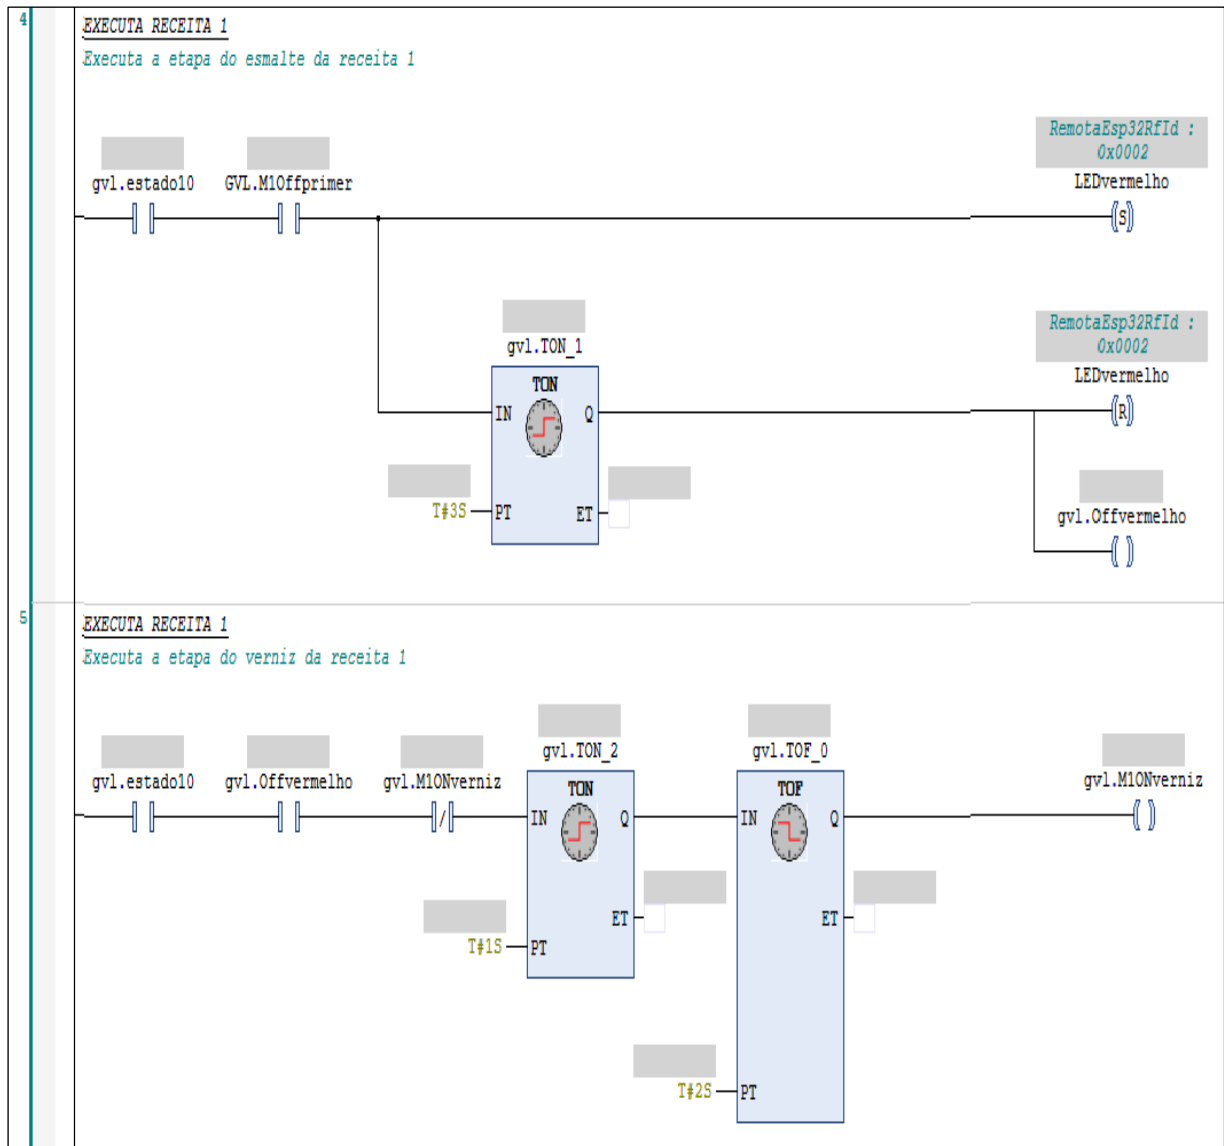 4
EXECUTA RECEITA 1
Executa a etapa do esmalte da receita 1
RemotaEsp32RfId :
0x0002
gvl.estado10 GVL.M1Offprimer LEDvermelho
S
RemotaEsp32RfId :
0x0002
LEDvermelho
gvl.TON_1
TON
IN Q
R
T#3S PT ET
gvl.Offvermelho
5
EXECUTA RECEITA 1
Executa a etapa do verniz da receita 1
gvl.TON_2 gvl.TOF_0
gvl.estado10 gvl.Offvermelho gvl.M1ONverniz TON TOF gvl.M1ONverniz
/ IN Q IN Q
ET ET
T#1S PT
T#2S PT